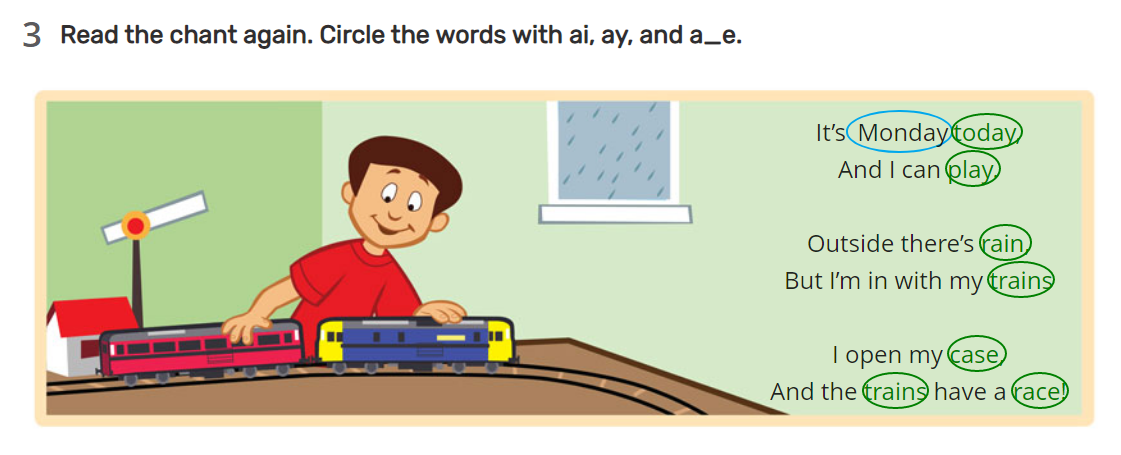 3 Read the chant again. Circle the words with ai, ay, and a_e.
It's Monday today,
And I can play.
Outside there's rain,
But I'm in with my trains
I open my case,
And the trains have a race!